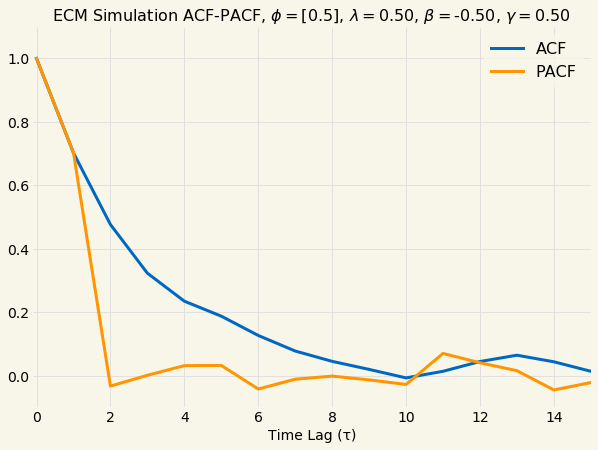 ECM Simulation ACF-PACF, ϕ = [0.5], λ = 0.50, β = -0.50, γ = 0.50
ACF
PACF
1.0
0.8
0.6
0.4
0.2
0.0
0 2 4 6 8 10 12 14
Time Lag (τ)